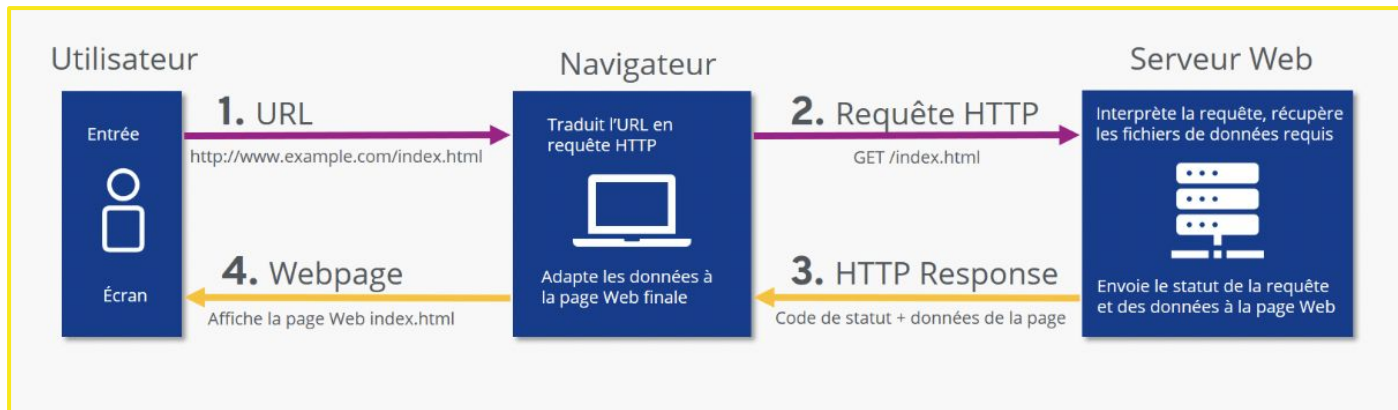 Utilisateur
Navigateur
Serveur Web
Entrée
Écran
1. URL
http://www.example.com/index.html
4. Webpage
Affiche la page Web index.html
Traduit l'URL en
requête HTTP
Adapte les données à
la page Web finale
2. Requête HTTP
GET /index.html
3. HTTP Response
Code de statut + données de la page
Interprète la requête, récupère
les fichiers de données requis
Envoie le statut de la requête
et des données à la page Web